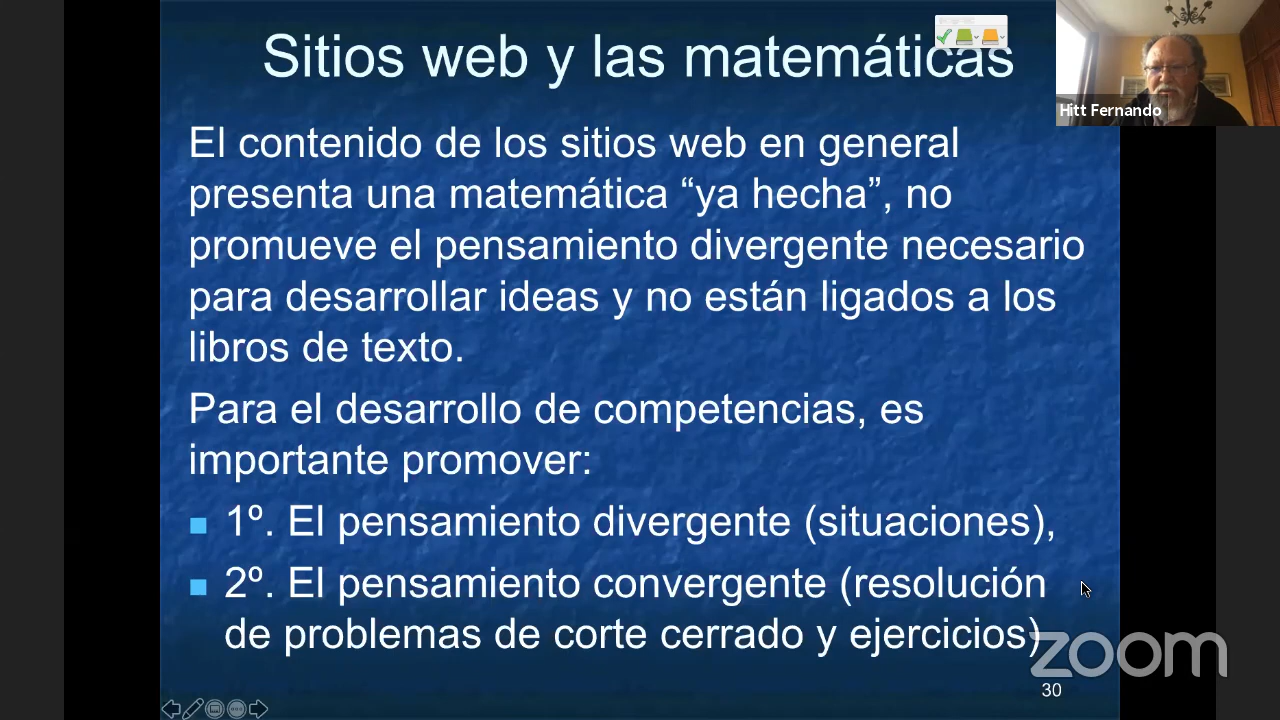 Sitios web y las matemáticas
Hitt Fernando
El contenido de los sitios web en general
presenta una matemática “ya hecha”, no
promueve el pensamiento divergente necesario
para desarrollar ideas y no están ligados a los
libros de texto.
Para el desarrollo de competencias, es
importante promover:
1º. El pensamiento divergente (situaciones),
2º. El pensamiento convergente (resolución
de problemas de corte cerrado y ejercicios)
zoom
30